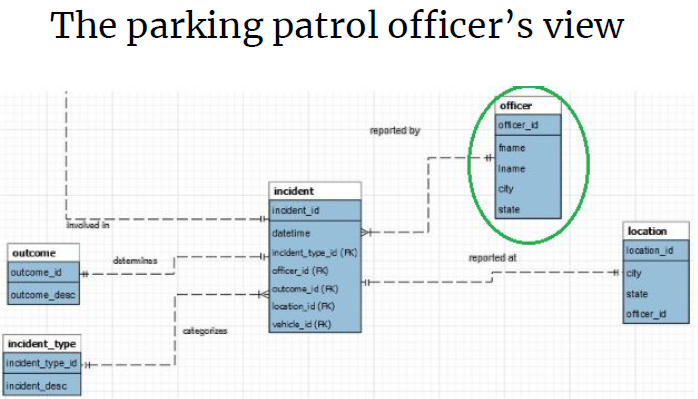 The parking patrol officer’s view
officer
officer_id
fname
lname
city
state
reported by
incident
incident_id
datetime
incident_type_id (FK)
officer_id (FK)
outcome_id (FK)
location_id (FK)
vehicle_id (FK)
involved in
outcome
outcome_id
outcome_desc
determines
location
location_id
city
state
officer_id
reported at
categorizes
incident_type
incident_type_id
incident_desc